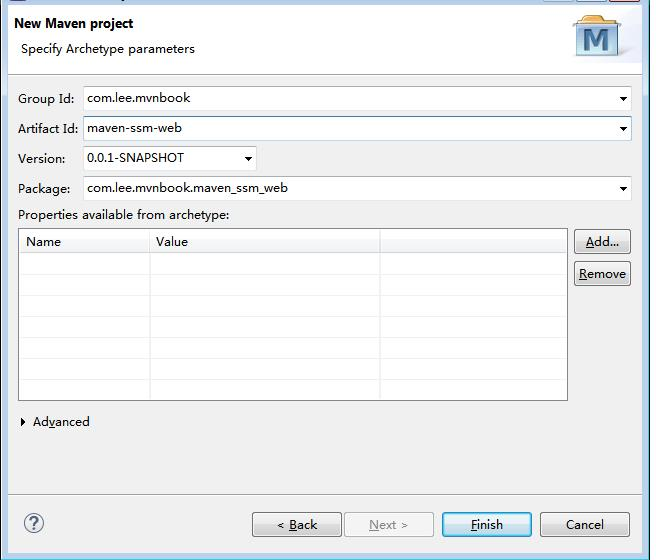 New Maven project
Specify Archetype parameters
M
Group Id: com.lee.mvnbook
Artifact Id: maven-ssm-web
Version: 0.0.1-SNAPSHOT
Package: com.lee.mvnbook.maven_ssm_web
Properties available from archetype:
Name Value
Add...
Remove
Advanced
? < Back Next > Finish Cancel